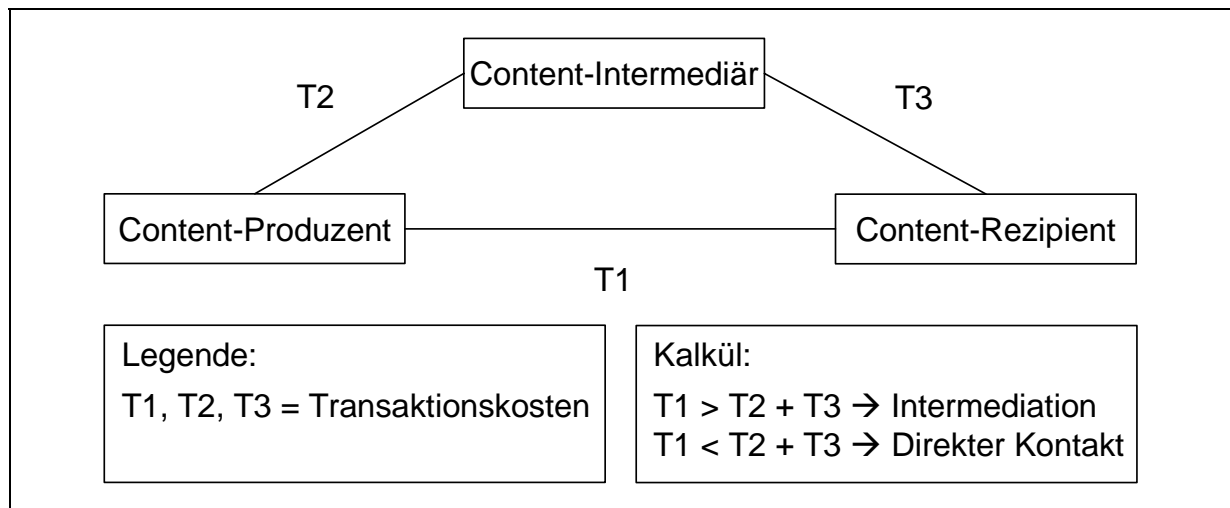 Content-Intermediär
T2
T3
Content-Produzent
Content-Rezipient
T1
Legende:
T1, T2, T3 = Transaktionskosten
Kalkül:
T1 > T2 + T3 → Intermediation
T1 < T2 + T3 → Direkter Kontakt